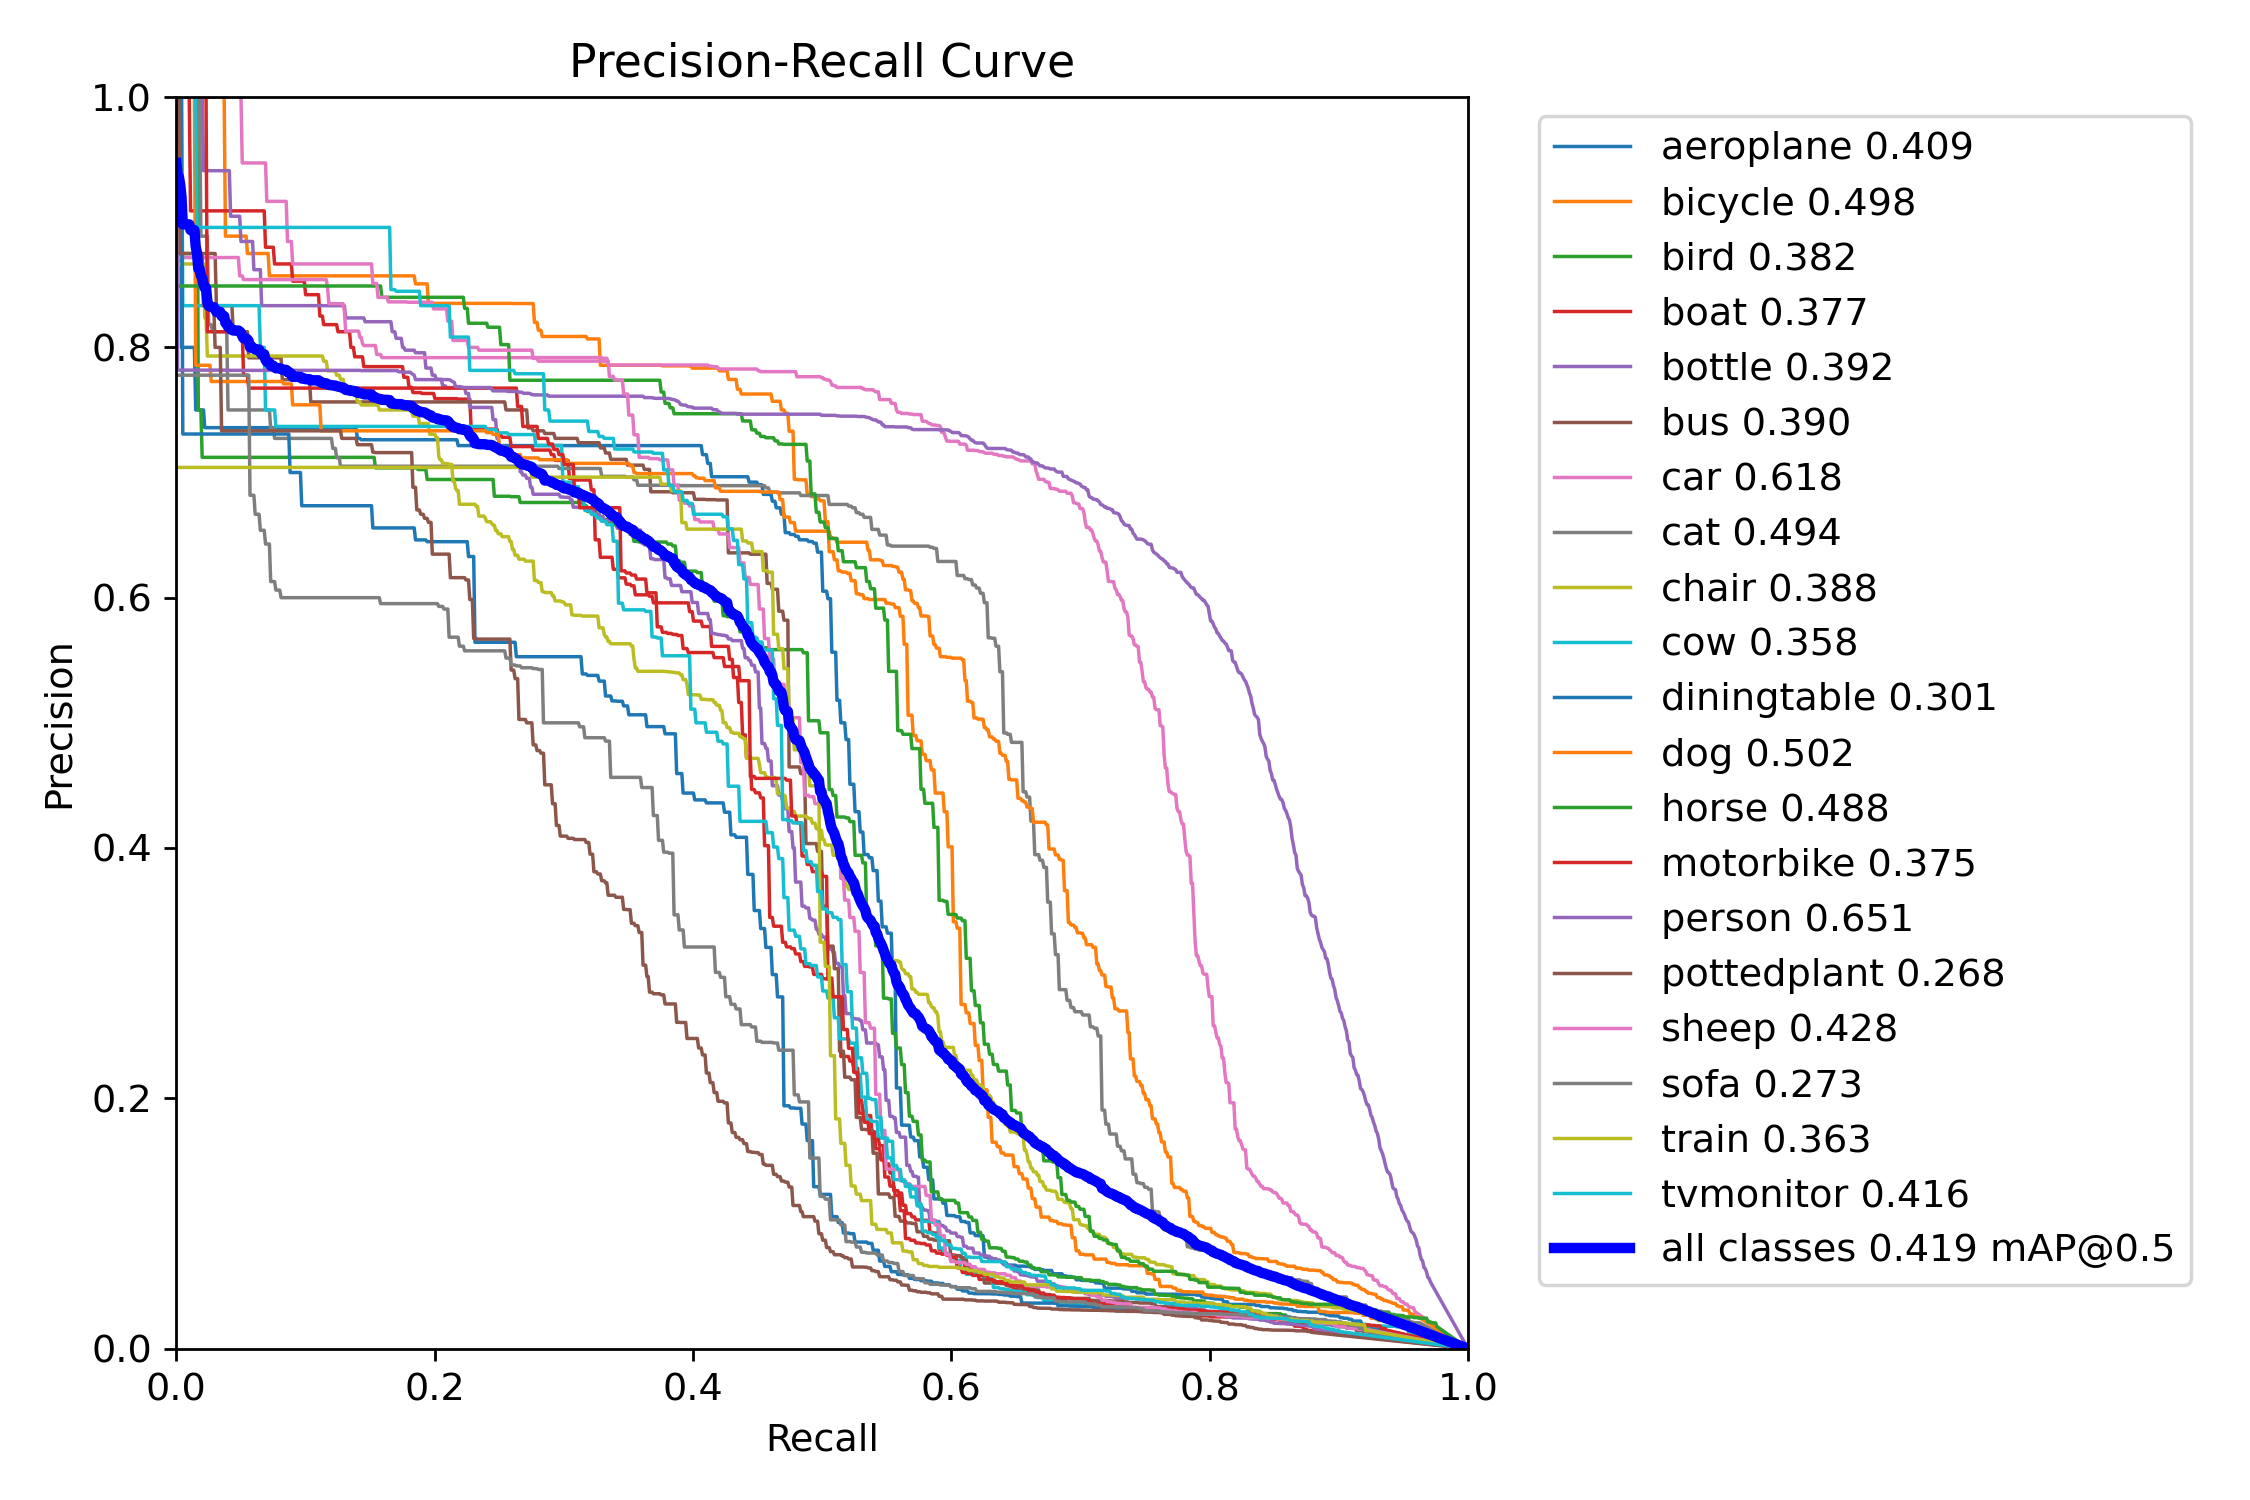 Precision-Recall Curve
1.0
0.8
0.6
0.4
0.2
0.0
Precision
0.0 0.2 0.4 0.6 0.8 1.0
Recall
aeroplane 0.409
bicycle 0.498
bird 0.382
boat 0.377
bottle 0.392
bus 0.390
car 0.618
cat 0.494
chair 0.388
cow 0.358
diningtable 0.301
dog 0.502
horse 0.488
motorbike 0.375
person 0.651
pottedplant 0.268
sheep 0.428
sofa 0.273
train 0.363
tvmonitor 0.416
all classes 0.419 mAP@0.5